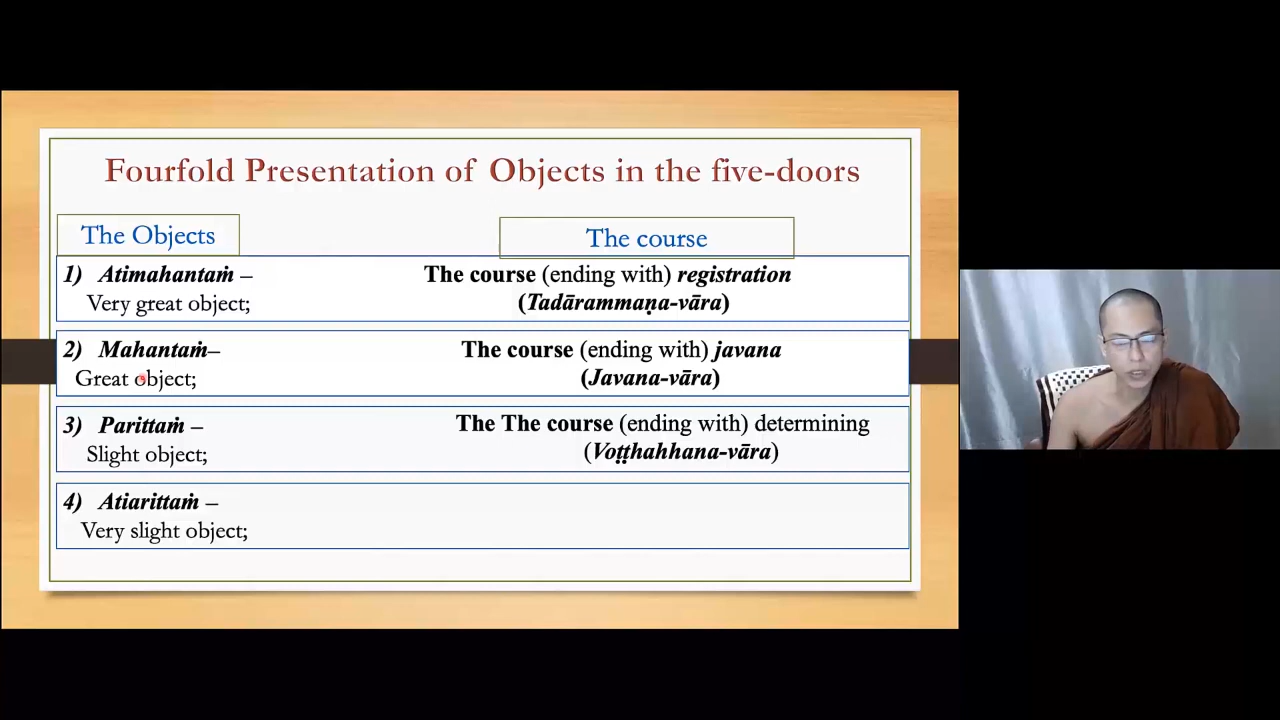 Fourfold Presentation of Objects in the five-doors
The Objects
The course
1) Atimahantaṁ –
Very great object;
The course (ending with) registration
(Tadārammaṇa-vāra)
2) Mahantaṁ–
Great object;
The course (ending with) javana
(Javana-vāra)
3) Parittaṁ –
Slight object;
The The course (ending with) determining
(Voṭṭhahhana-vāra)
4) Atiarittaṁ –
Very slight object;